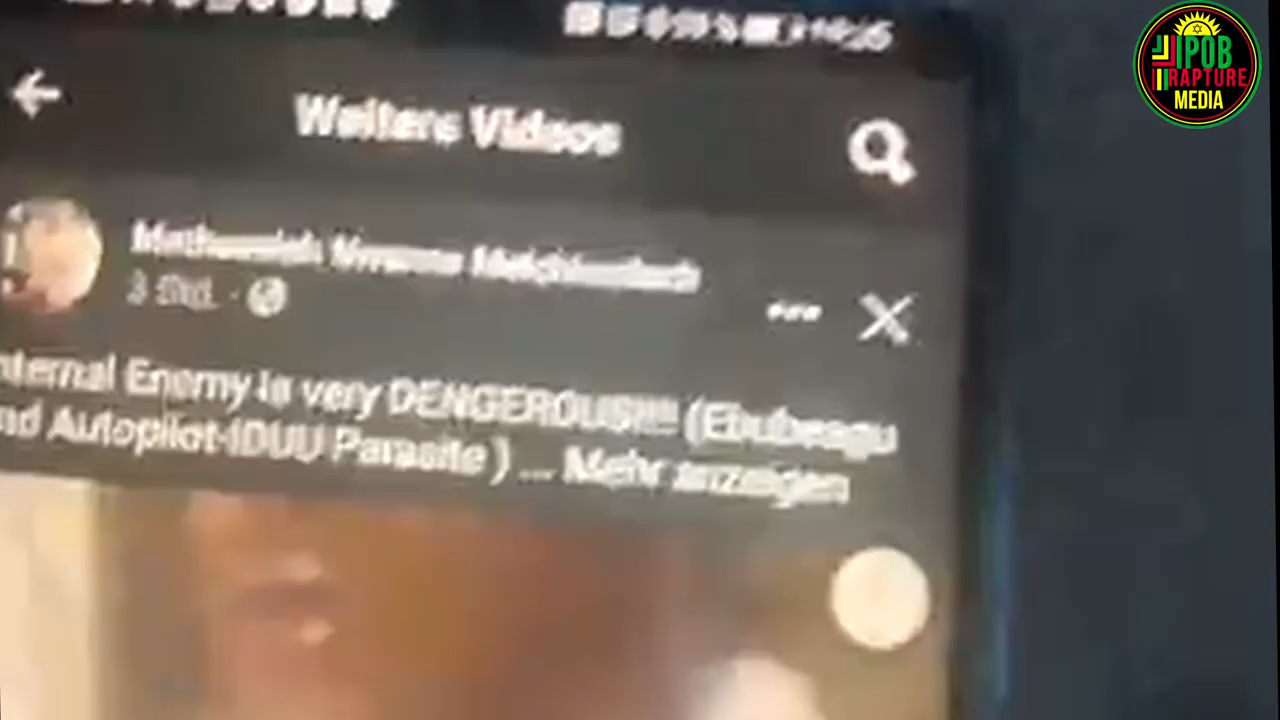 IPOB
RAPTURE
MEDIA
Weitere Videos
3 Std.
nternal Enemy is very DENGEROUS!!!! (Ebubeagu
nd Autopilot-IDUU Parasite ) ... Mehr anzeigen